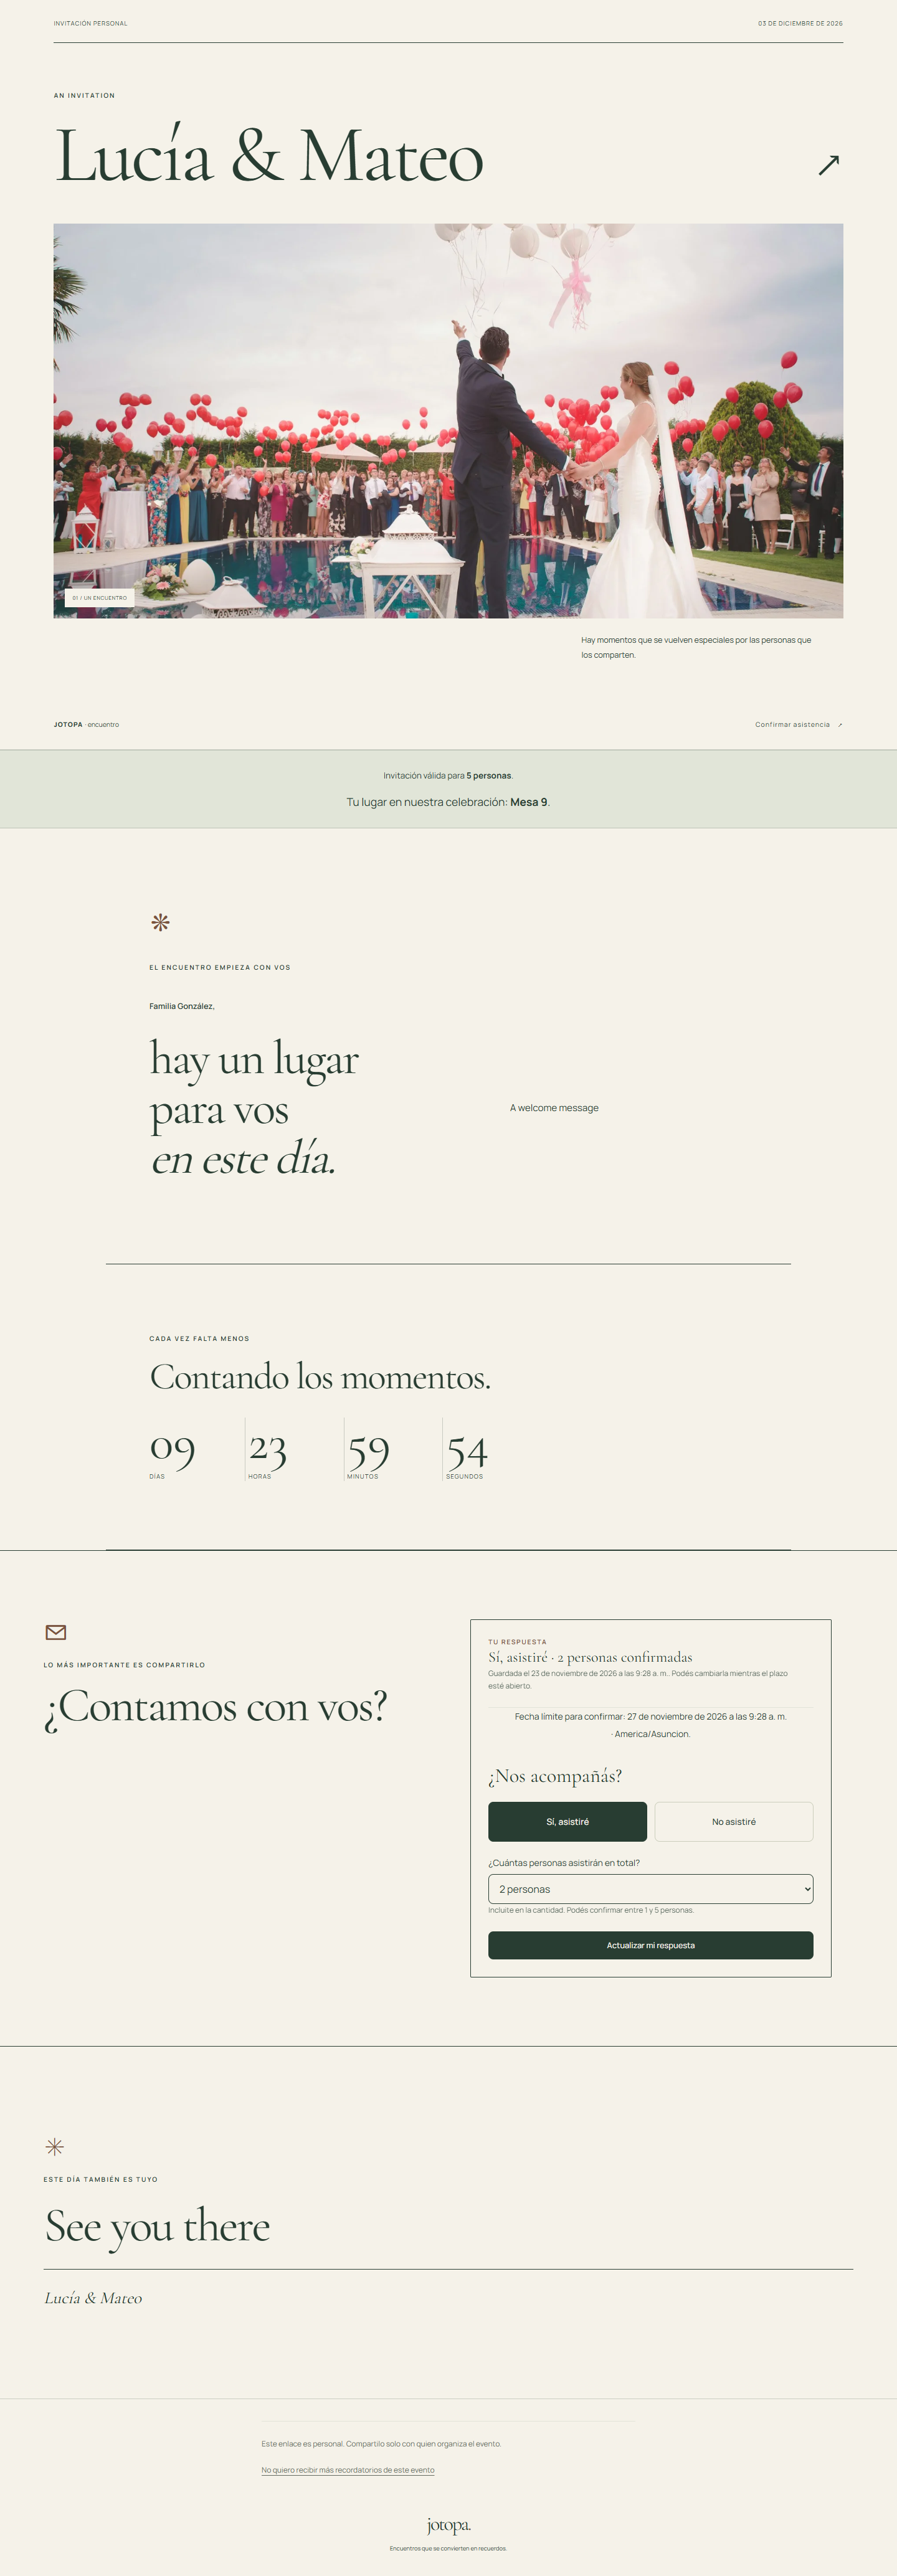 INVITACIÓN PERSONAL
03 DE DICIEMBRE DE 2026
AN INVITATION
Lucía & Mateo
↗
01 / UN ENCUENTRO
Hay momentos que se vuelven especiales por las personas que
los comparten.
JOTOPA · encuentro
Confirmar asistencia ↗
Invitación válida para 5 personas.
Tu lugar en nuestra celebración: Mesa 9.
EL ENCUENTRO EMPIEZA CON VOS
Familia González,
hay un lugar
para vos
en este día.
A welcome message
CADA VEZ FALTA MENOS
Contando los momentos.
09 23 59 54
DÍAS HORAS MINUTOS SEGUNDOS
LO MÁS IMPORTANTE ES COMPARTIRLO
¿Contamos con vos?
TU RESPUESTA
Sí, asistiré · 2 personas confirmadas
Guardada el 23 de noviembre de 2026 a las 9:28 a. m.. Podés cambiarla mientras el plazo
esté abierto.
Fecha límite para confirmar: 27 de noviembre de 2026 a las 9:28 a. m.
· America/Asuncion.
¿Nos acompañás?
Sí, asistiré
No asistiré
¿Cuántas personas asistirán en total?
2 personas
Incluite en la cantidad. Podés confirmar entre 1 y 5 personas.
Actualizar mi respuesta
ESTE DÍA TAMBIÉN ES TUYO
See you there
Lucía & Mateo
Este enlace es personal. Compartilo solo con quien organiza el evento.
No quiero recibir más recordatorios de este evento
jotopa.
Encuentros que se convierten en recuerdos.